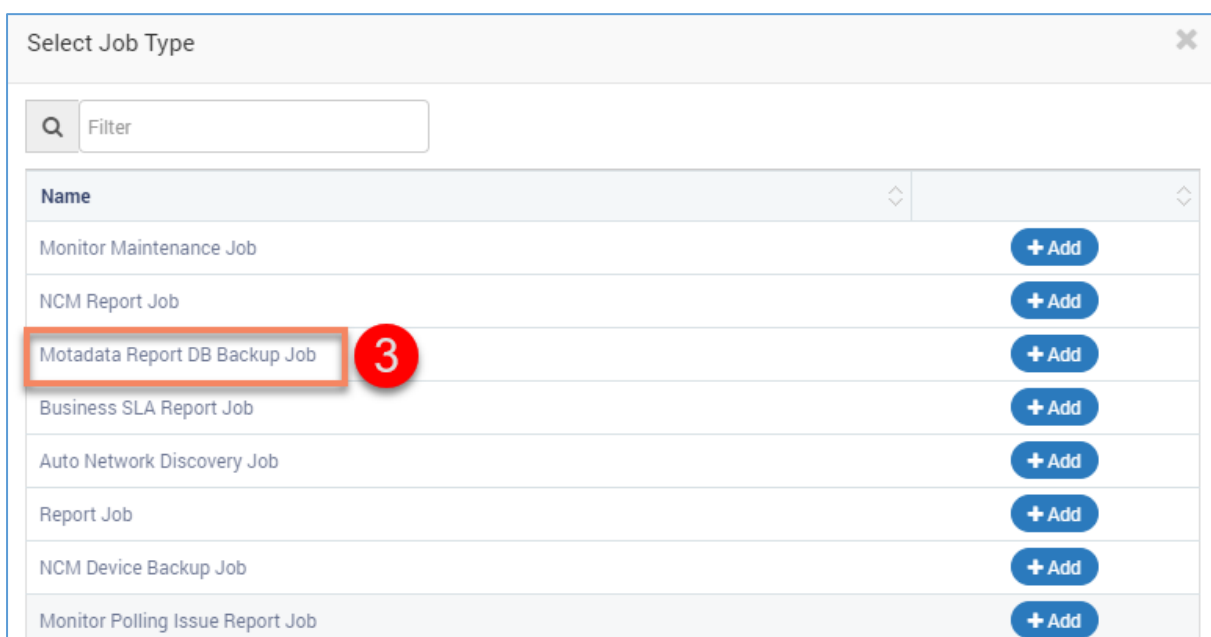 Select Job Type
Filter
Name
Monitor Maintenance Job Add
NCM Report Job Add
Motadata Report DB Backup Job 3 Add
Business SLA Report Job Add
Auto Network Discovery Job Add
Report Job Add
NCM Device Backup Job Add
Monitor Polling Issue Report Job Add